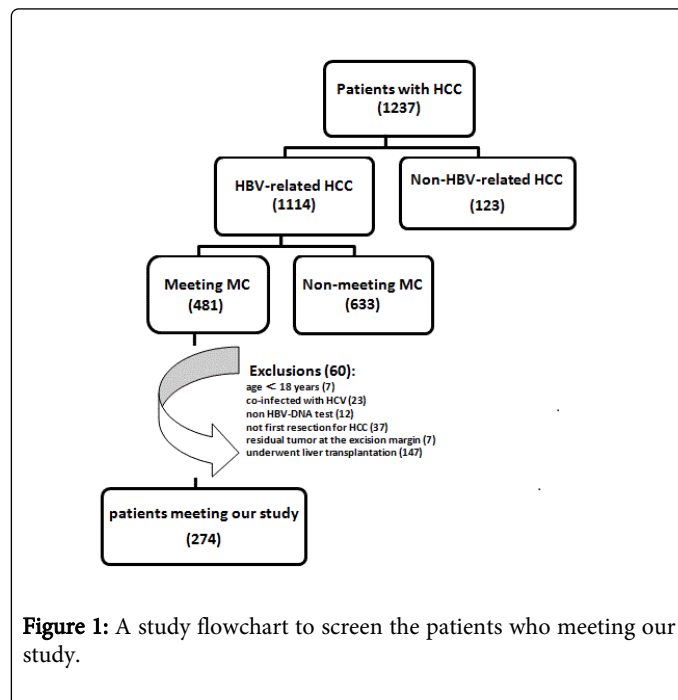 Patients with HCC
(1237)
HBV-related HCC
(1114)
Non-HBV-related HCC
(123)
Meeting MC
(481)
Non-meeting MC
(633)
Exclusions (60):
age < 18 years (7)
co-infected with HCV (23)
non HBV-DNA test (12)
not first resection for HCC (37)
residual tumor at the excision margin (7)
underwent liver transplantation (147)
patients meeting our study
(274)
Figure 1: A study flowchart to screen the patients who meeting our
study.